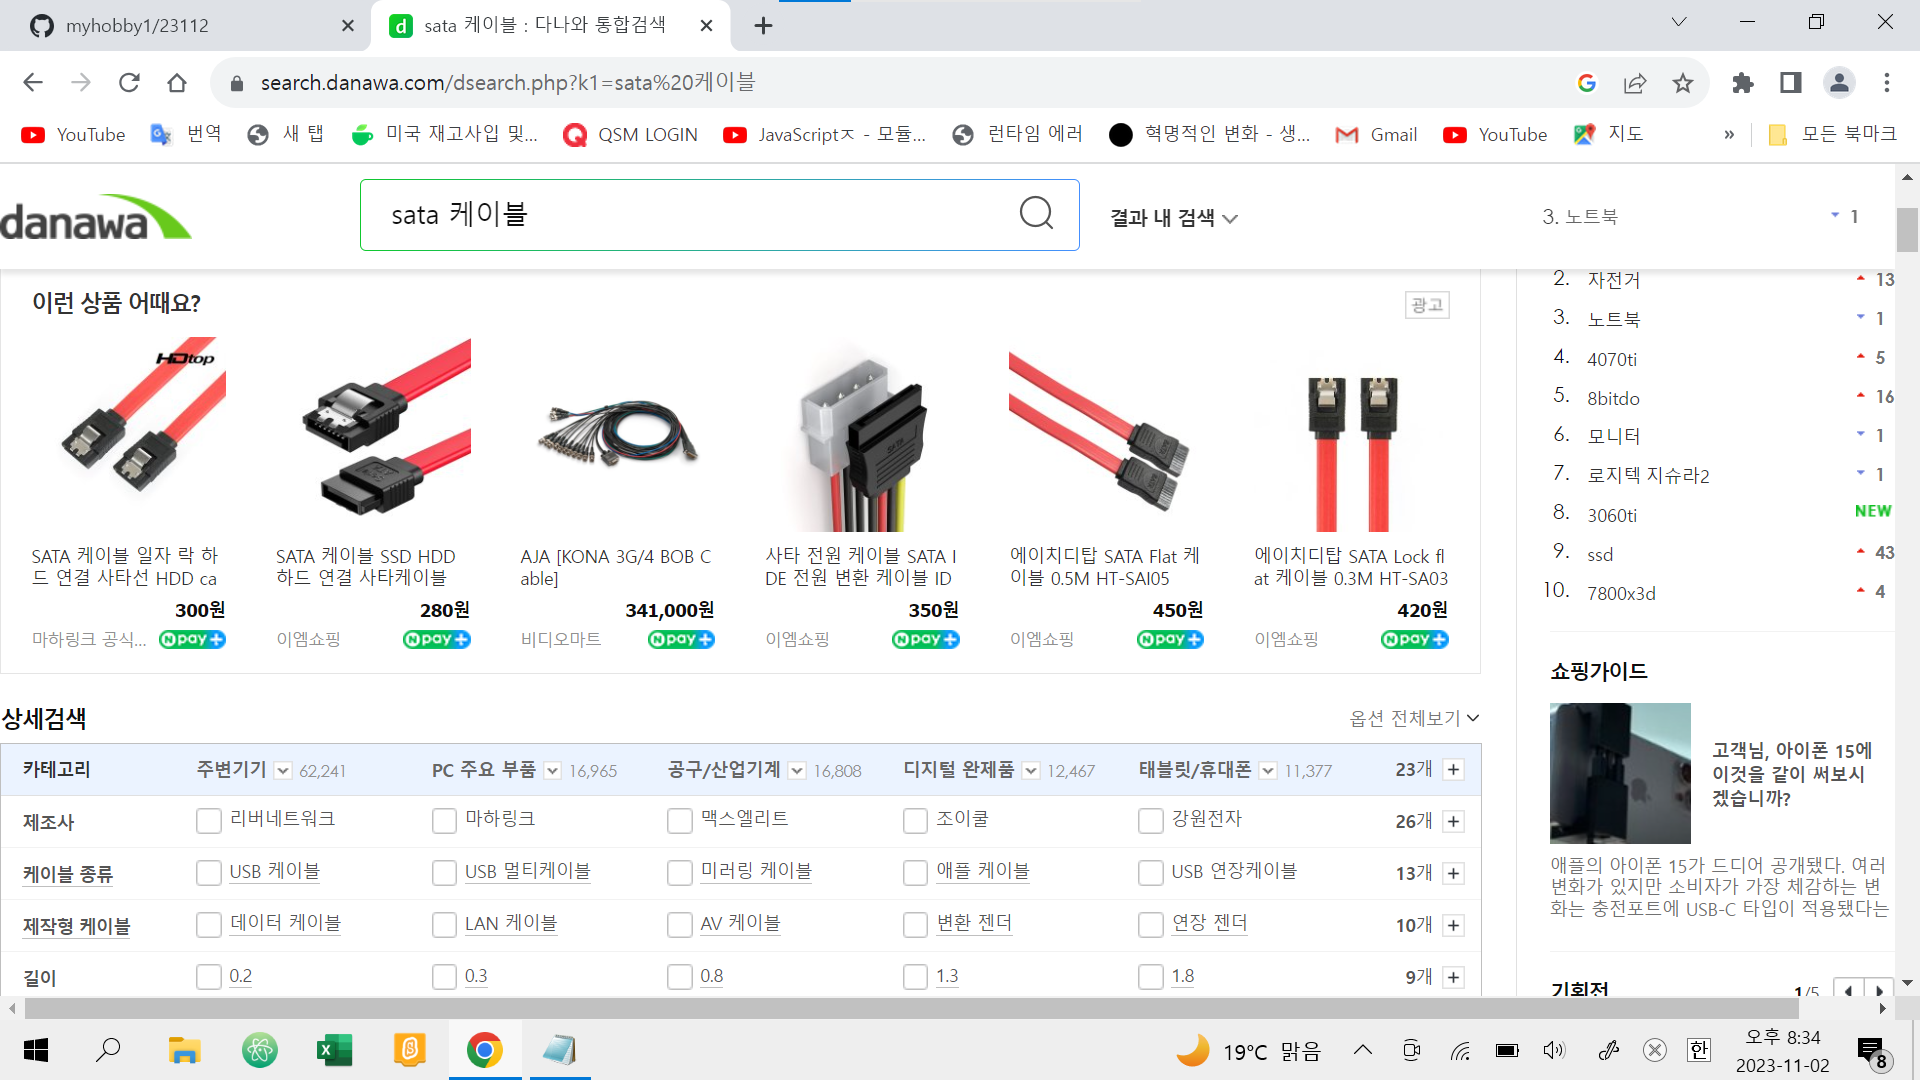 myhobby1/23112
sata 케이블 : 다나와 통합검색
search.danawa.com/dsearch.php?k1=sata%20케이블
YouTube 번역 새 탭 미국 재고사입 및... QSM LOGIN JavaScriptㅈ - 모듈... 런타임 에러 혁명적인 변화 - 생... Gmail YouTube 지도 » 모든 북마크
danawa
sata 케이블
결과 내 검색
3. 노트북 1
이런 상품 어때요?
광고
HDtop
SATA 케이블 일자 락 하
드 연결 사타선 HDD ca
300원
마하링크 공식... N pay +
SATA 케이블 SSD HDD
하드 연결 사타케이블
280원
이엠쇼핑 N pay +
AJA [KONA 3G/4 BOB C
able]
341,000원
비디오마트 N pay +
사타 전원 케이블 SATA I
DE 전원 변환 케이블 ID
350원
이엠쇼핑 N pay +
에이치디탑 SATA Flat 케
이블 0.5M HT-SAI05
450원
이엠쇼핑 N pay +
에이치디탑 SATA Lock fl
at 케이블 0.3M HT-SA03
420원
이엠쇼핑 N pay +
2. 자전거 13
3. 노트북 1
4. 4070ti 5
5. 8bitdo 16
6. 모니터 1
7. 로지텍 지슈라2 1
8. 3060ti NEW
9. ssd 43
10. 7800x3d 4
상세검색
옵션 전체보기
카테고리 주변기기 62,241 PC 주요 부품 16,965 공구/산업기계 16,808 디지털 완제품 12,467 태블릿/휴대폰 11,377 23개 +
제조사 리버네트워크 마하링크 맥스엘리트 조이쿨 강원전자 26개 +
케이블 종류 USB 케이블 USB 멀티케이블 미러링 케이블 애플 케이블 USB 연장케이블 13개 +
제작형 케이블 데이터 케이블 LAN 케이블 AV 케이블 변환 젠더 연장 젠더 10개 +
길이 0.2 0.3 0.8 1.3 1.8 9개 +
쇼핑가이드
고객님, 아이폰 15에
이것을 같이 써보시
겠습니까?
애플의 아이폰 15가 드디어 공개됐다. 여러
변화가 있지만 소비자가 가장 체감하는 변
화는 충전포트에 USB-C 타입이 적용됐다는
기획전 1/5
19°C 맑음
한
오후 8:34
2023-11-02
8